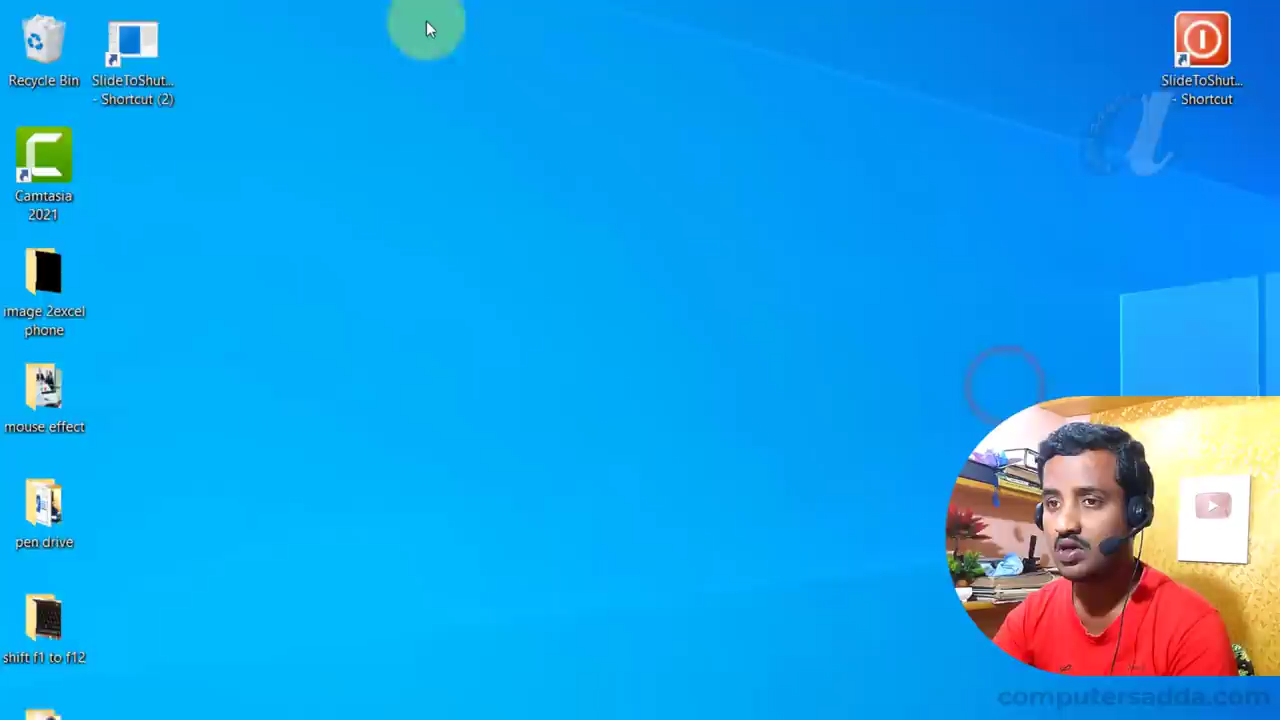 Recycle Bin
SlideToShut...
- Shortcut (2)
SlideToShut...
- Shortcut
Camtasia
2021
image 2excel
phone
mouse effect
pen drive
shift f1 to f12
computersadda.com